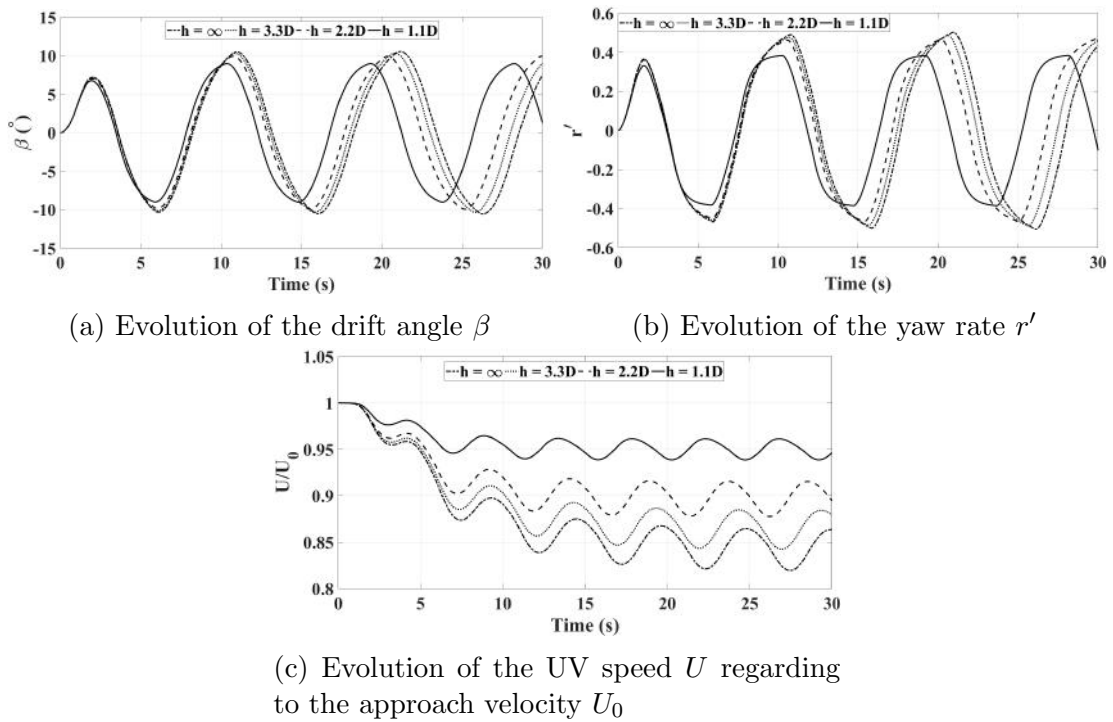 h = ∞ h = 3.3D h = 2.2D h = 1.1D
15
10
5
0
-5
-10
-15
β (°)
0 5 10 15 20 25 30
Time (s)
(a) Evolution of the drift angle β
h = ∞ h = 3.3D h = 2.2D h = 1.1D
0.6
0.4
0.2
0
-0.2
-0.4
-0.6
r'
0 5 10 15 20 25 30
Time (s)
(b) Evolution of the yaw rate r′
h = ∞ h = 3.3D h = 2.2D h = 1.1D
1.05
1
0.95
0.9
0.85
0.8
U/U0
0 5 10 15 20 25 30
Time (s)
(c) Evolution of the UV speed U regarding
to the approach velocity U0